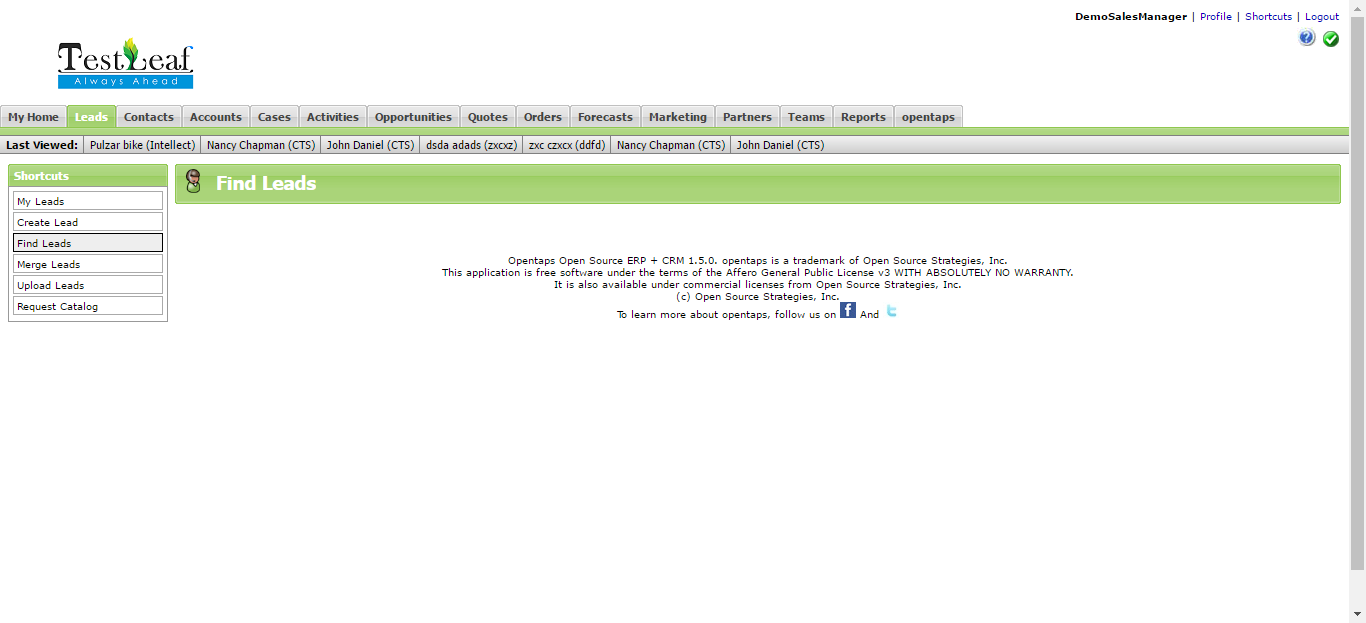 DemoSalesManager | Profile | Shortcuts | Logout
TestLeaf
Always Ahead
My Home Leads Contacts Accounts Cases Activities Opportunities Quotes Orders Forecasts Marketing Partners Teams Reports opentaps
Last Viewed: Pulzar bike (Intellect) Nancy Chapman (CTS) John Daniel (CTS) dsda adads (zxcxz) zxc czxcx (ddfd) Nancy Chapman (CTS) John Daniel (CTS)
Shortcuts
My Leads
Create Lead
Find Leads
Merge Leads
Upload Leads
Request Catalog
Find Leads
Opentaps Open Source ERP + CRM 1.5.0. opentaps is a trademark of Open Source Strategies, Inc.
This application is free software under the terms of the Affero General Public License v3 WITH ABSOLUTELY NO WARRANTY.
It is also available under commercial licenses from Open Source Strategies, Inc.
(c) Open Source Strategies, Inc.
To learn more about opentaps, follow us on f And t